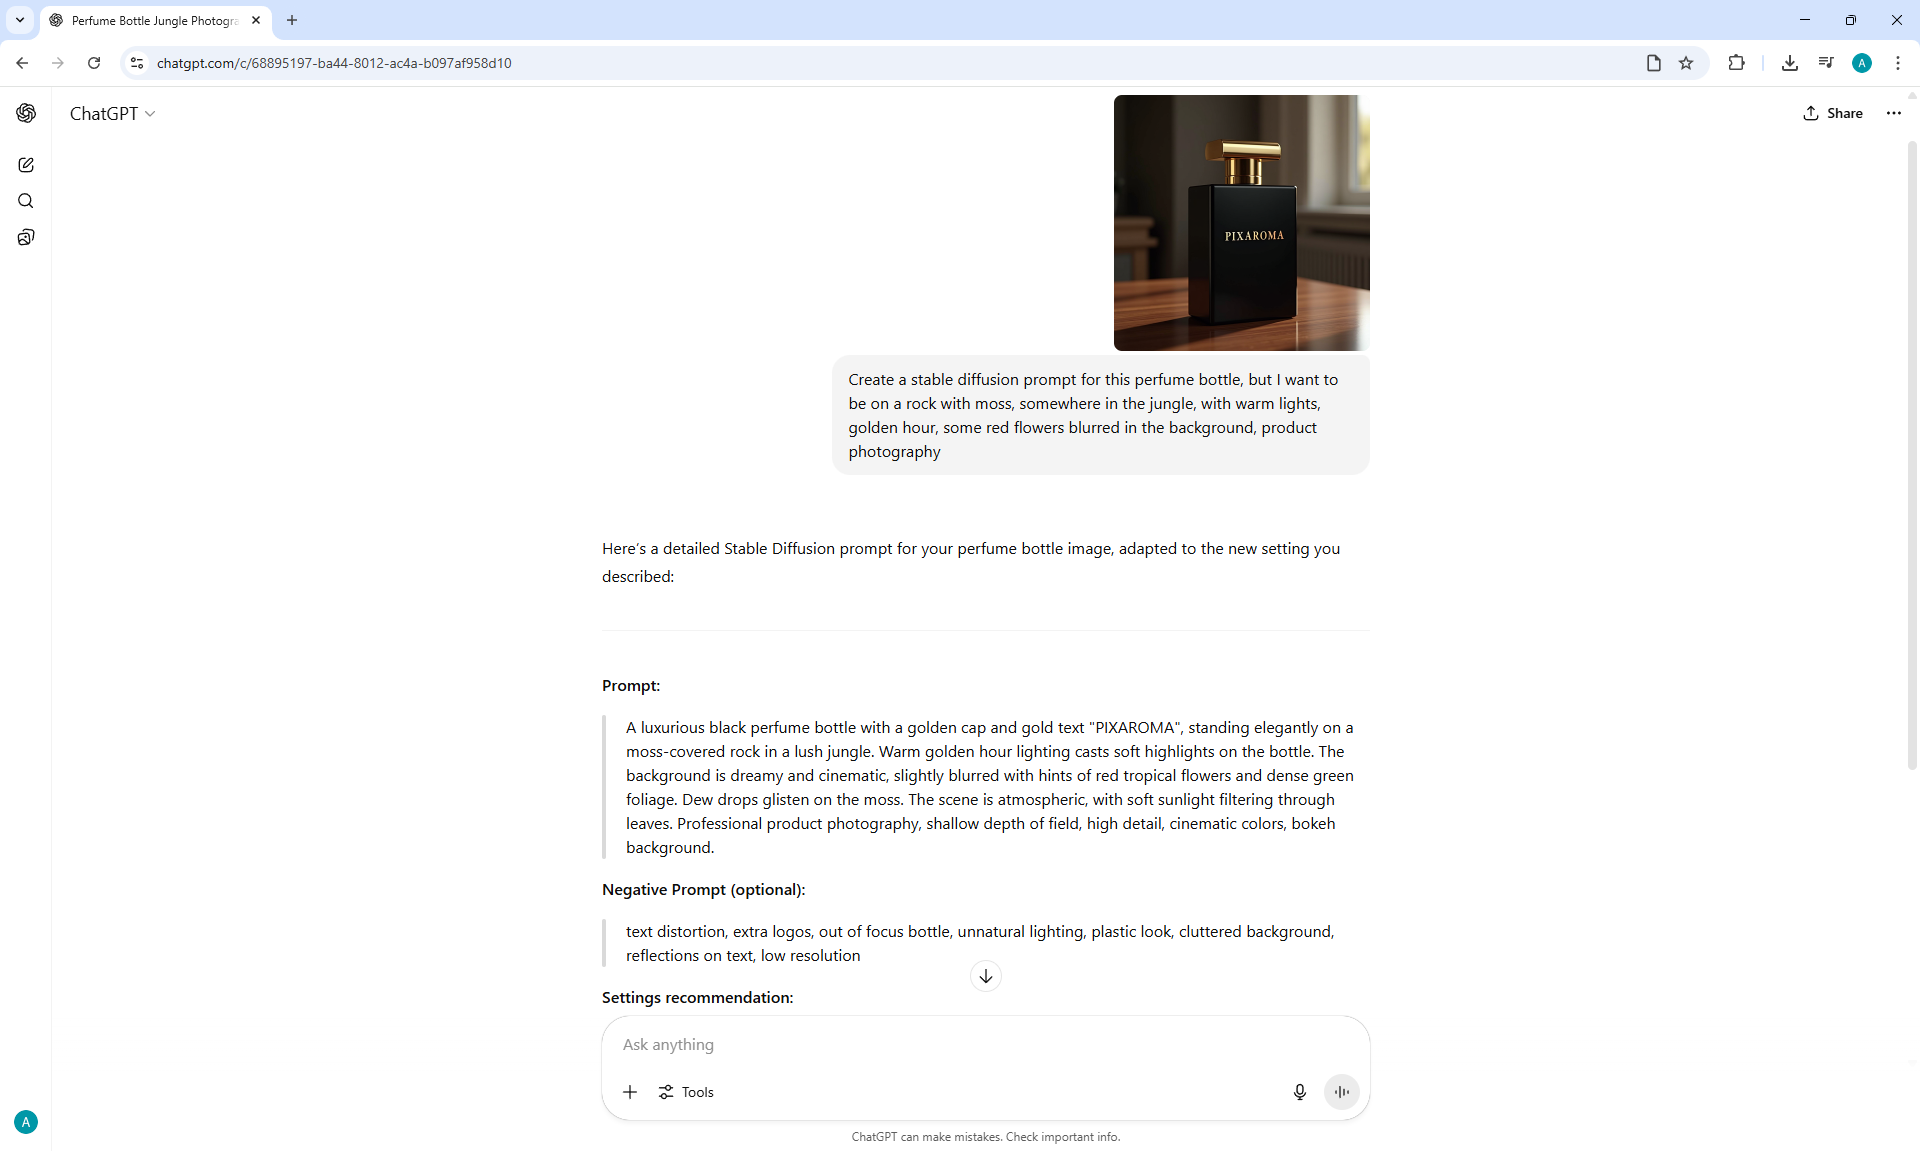 Perfume Bottle Jungle Photogra
chatgpt.com/c/68895197-ba44-8012-ac4a-b097af958d10
A
ChatGPT
Share
PIXAROMA
Create a stable diffusion prompt for this perfume bottle, but I want to
be on a rock with moss, somewhere in the jungle, with warm lights,
golden hour, some red flowers blurred in the background, product
photography
Here's a detailed Stable Diffusion prompt for your perfume bottle image, adapted to the new setting you
described:
Prompt:
A luxurious black perfume bottle with a golden cap and gold text "PIXAROMA", standing elegantly on a
moss-covered rock in a lush jungle. Warm golden hour lighting casts soft highlights on the bottle. The
background is dreamy and cinematic, slightly blurred with hints of red tropical flowers and dense green
foliage. Dew drops glisten on the moss. The scene is atmospheric, with soft sunlight filtering through
leaves. Professional product photography, shallow depth of field, high detail, cinematic colors, bokeh
background.
Negative Prompt (optional):
text distortion, extra logos, out of focus bottle, unnatural lighting, plastic look, cluttered background,
reflections on text, low resolution
Settings recommendation:
Ask anything
Tools
A
ChatGPT can make mistakes. Check important info.